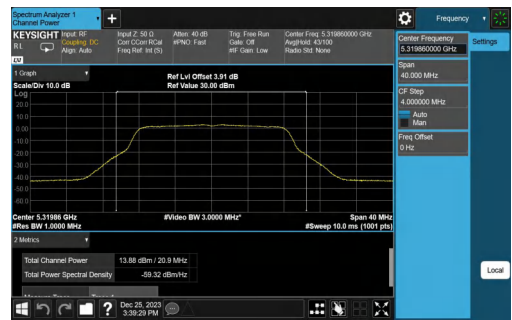 Spectrum Analyzer 1
Channel Power
Frequency
KEYSIGHT
RL
Input: RF
Coupling: DC
Align: Auto
Input Z: 50 Ω
Corr CCorr RCal
Freq Ref: Int (S)
Atten: 40 dB
#PNO: Fast
Trig: Free Run
Gate: Off
#IF Gain: Low
Center Freq: 5.319860000 GHz
Avg|Hold: 43/100
Radio Std: None
LXI
1 Graph
Scale/Div 10.0 dB
Ref Lvl Offset 3.91 dB
Ref Value 30.00 dBm
Log
20.0
10.0
0.00
-10.0
-20.0
-30.0
-40.0
-50.0
-60.0
Center 5.31986 GHz
#Res BW 1.0000 MHz
#Video BW 3.0000 MHz*
Span 40 MHz
#Sweep 10.0 ms (1001 pts)
2 Metrics
Total Channel Power 13.88 dBm / 20.9 MHz
Total Power Spectral Density -59.32 dBm/Hz
Dec 25, 2023
3:39:29 PM
Center Frequency
5.319860000 GHz
Span
40.000 MHz
CF Step
4.000000 MHz
Auto
Man
Freq Offset
0 Hz
Settings
Local